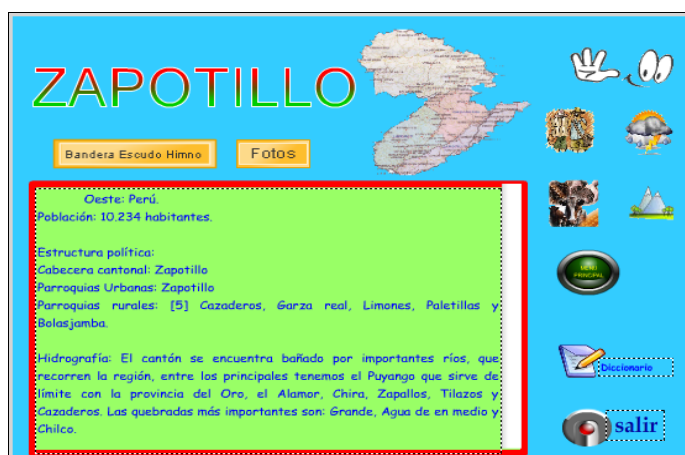 ZAPOTILLO
Bandera Escudo Himno
Fotos
Oeste: Perú.
Población: 10.234 habitantes.
Estructura política:
Cabecera cantonal: Zapotillo
Parroquias Urbanas: Zapotillo
Parroquias rurales: [5] Cazaderos, Garza real, Limones, Paletillas y
Bolasjamba.
Hidrografía: El cantón se encuentra bañado por importantes ríos, que
recorren la región, entre los principales tenemos el Puyango que sirve de
límite con la provincia del Oro, el Alamor, Chira, Zapallos, Tilazos y
Cazaderos. Las quebradas más importantes son: Grande, Agua de en medio y
Chilco.
MENU
PRINCIPAL
Diccionario
salir